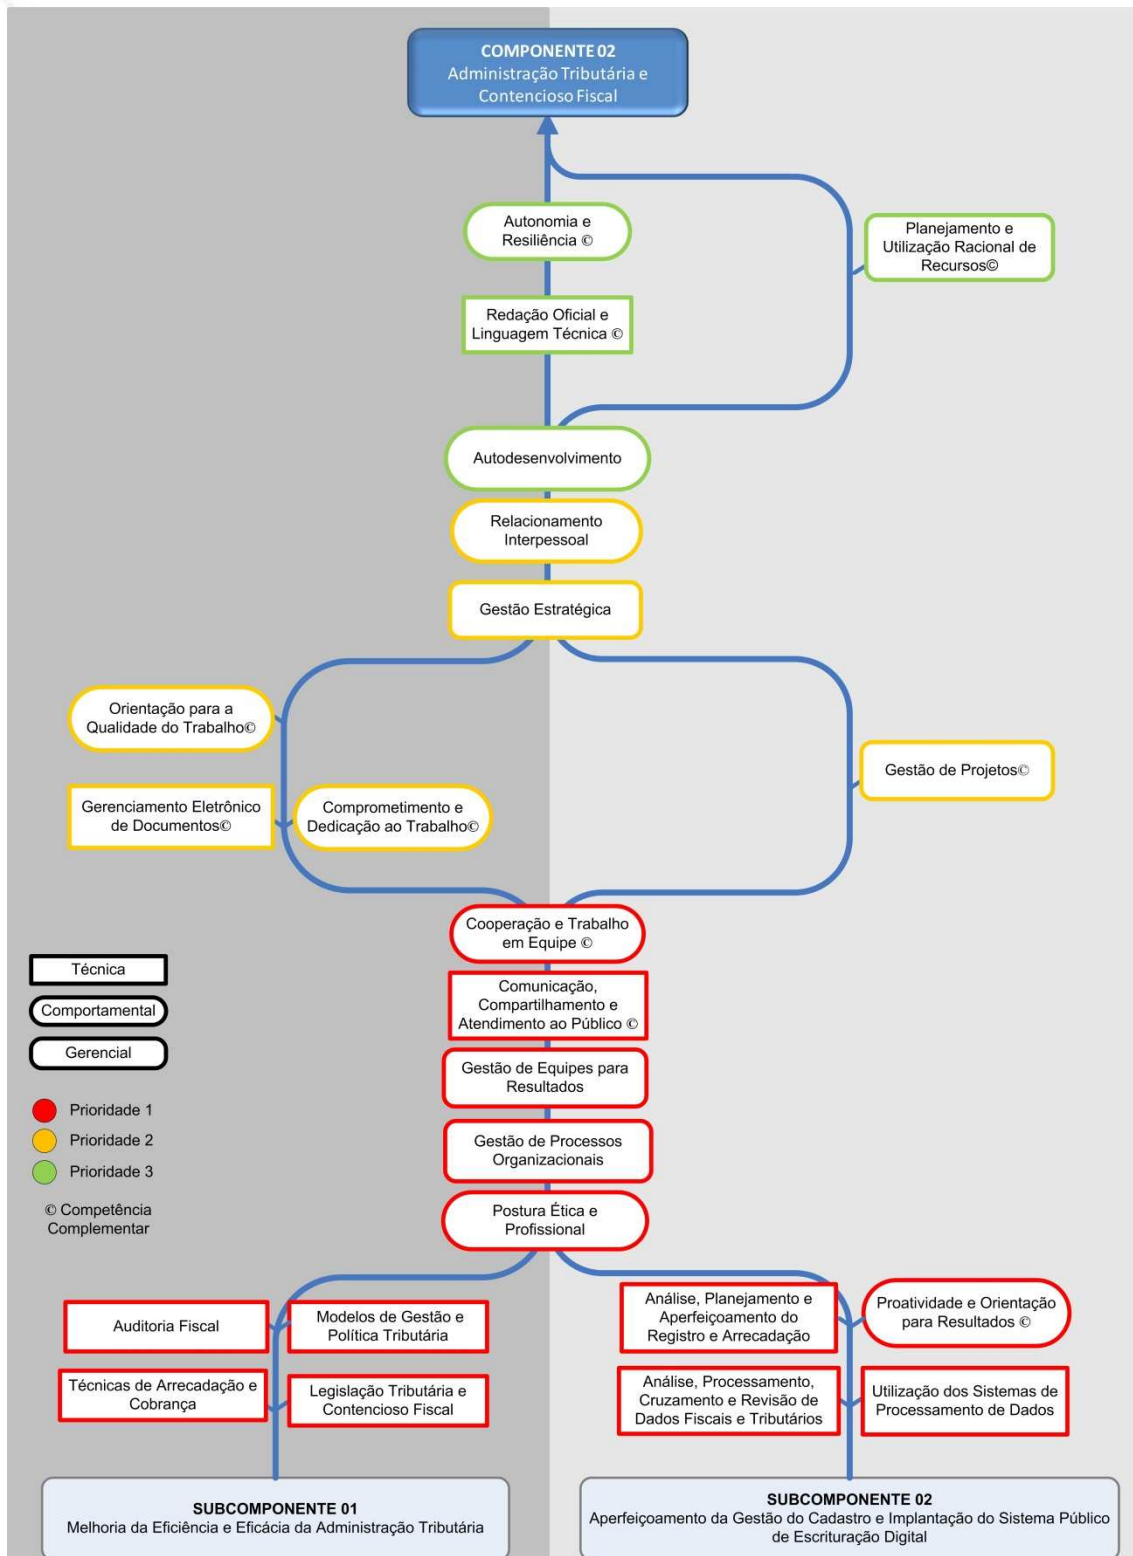 COMPONENTE 02
Administração Tributária e
Contencioso Fiscal
Autonomia e
Resiliência ©
Planejamento e
Utilização Racional de
Recursos©
Redação Oficial e
Linguagem Técnica ©
Autodesenvolvimento
Relacionamento
Interpessoal
Gestão Estratégica
Orientação para a
Qualidade do Trabalho©
Gestão de Projetos©
Gerenciamento Eletrônico
de Documentos©
Comprometimento e
Dedicação ao Trabalho©
Cooperação e Trabalho
em Equipe ©
Comunicação,
Compartilhamento e
Atendimento ao Público ©
Gestão de Equipes para
Resultados
Gestão de Processos
Organizacionais
Postura Ética e
Profissional
Técnica
Comportamental
Gerencial
Prioridade 1
Prioridade 2
Prioridade 3
© Competência
Complementar
Auditoria Fiscal
Modelos de Gestão e
Política Tributária
Técnicas de Arrecadação e
Cobrança
Legislação Tributária e
Contencioso Fiscal
Análise, Planejamento e
Aperfeiçoamento do
Registro e Arrecadação
Proatividade e Orientação
para Resultados ©
Análise, Processamento,
Cruzamento e Revisão de
Dados Fiscais e Tributários
Utilização dos Sistemas de
Processamento de Dados
SUBCOMPONENTE 01
Melhoria da Eficiência e Eficácia da Administração Tributária
SUBCOMPONENTE 02
Aperfeiçoamento da Gestão do Cadastro e Implantação do Sistema Público
de Escrituração Digital